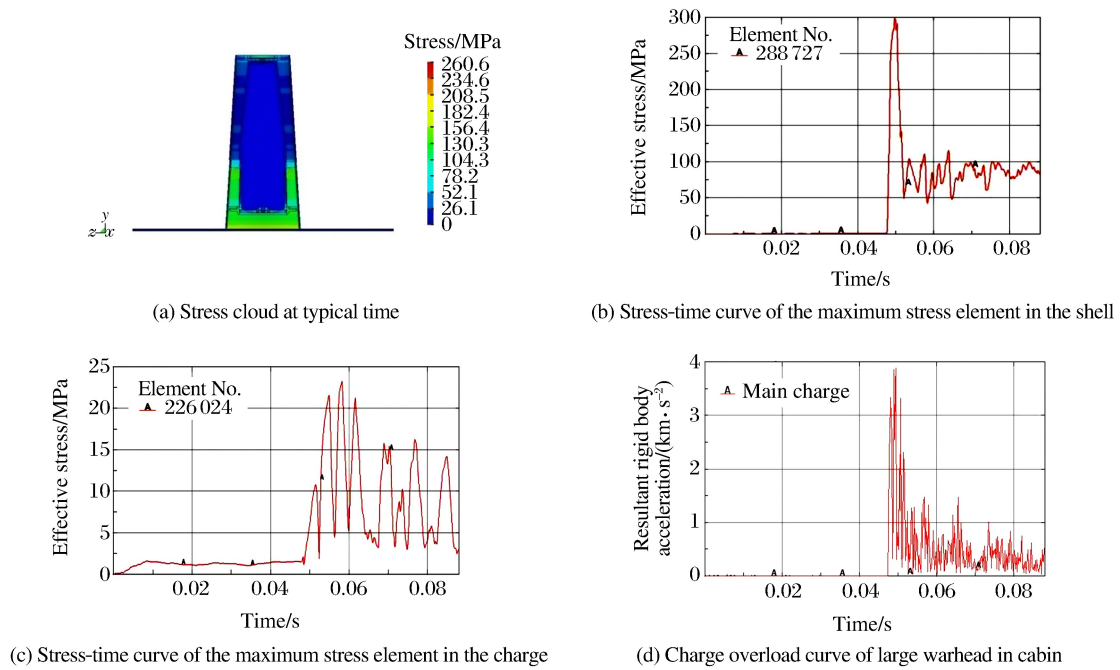 Stress/MPa
260.6
234.6
208.5
182.4
156.4
130.3
104.3
78.2
52.1
26.1
0
y
z x
(a) Stress cloud at typical time
300
250
200
150
100
50
0
Effective stress/MPa
Element No.
288 727
0.02 0.04 0.06 0.08
Time/s
(b) Stress-time curve of the maximum stress element in the shell
25
20
15
10
5
0
Effective stress/MPa
Element No.
226 024
0.02 0.04 0.06 0.08
Time/s
(c) Stress-time curve of the maximum stress element in the charge
4
3
2
1
0
Resultant rigid body
acceleration/(km·s⁻²)
A Main charge
0.02 0.04 0.06 0.08
Time/s
(d) Charge overload curve of large warhead in cabin